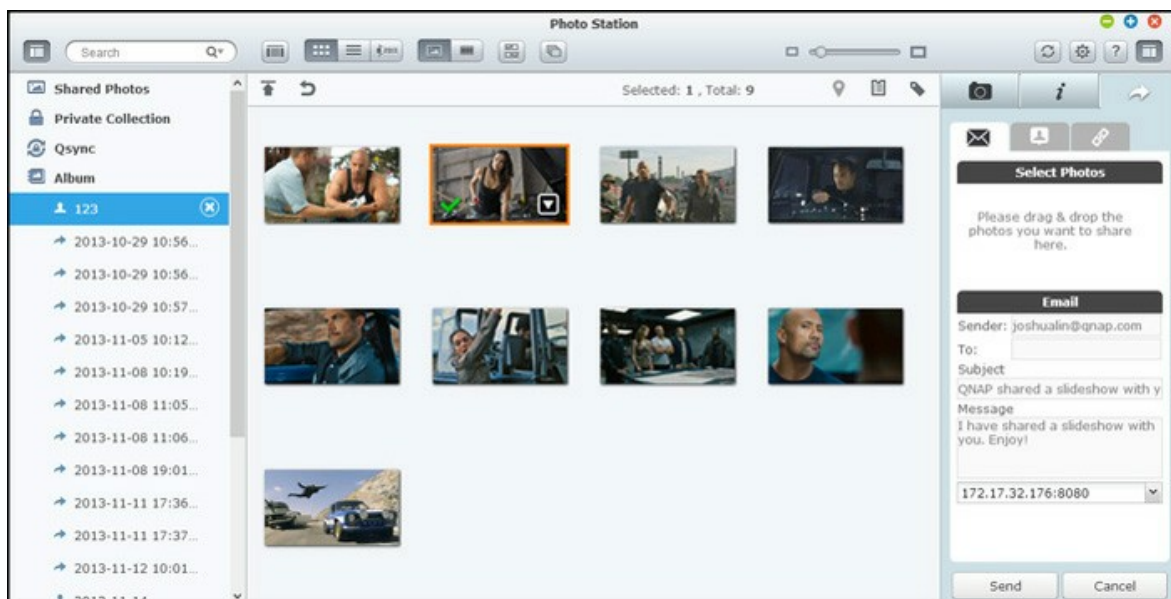 Photo Station
Search
Shared Photos
Private Collection
Qsync
Album
123
2013-10-29 10:56...
2013-10-29 10:56...
2013-10-29 10:57...
2013-11-05 10:12...
2013-11-08 10:19...
2013-11-08 11:05...
2013-11-08 11:06...
2013-11-08 19:01...
2013-11-11 17:36...
2013-11-11 17:37...
2013-11-12 10:01...
Selected: 1 , Total: 9
Select Photos
Please drag & drop the
photos you want to share
here.
Email
Sender: joshualin@qnap.com
To:
Subject
QNAP shared a slideshow with y
Message
I have shared a slideshow with
you. Enjoy!
172.17.32.176:8080
Send Cancel